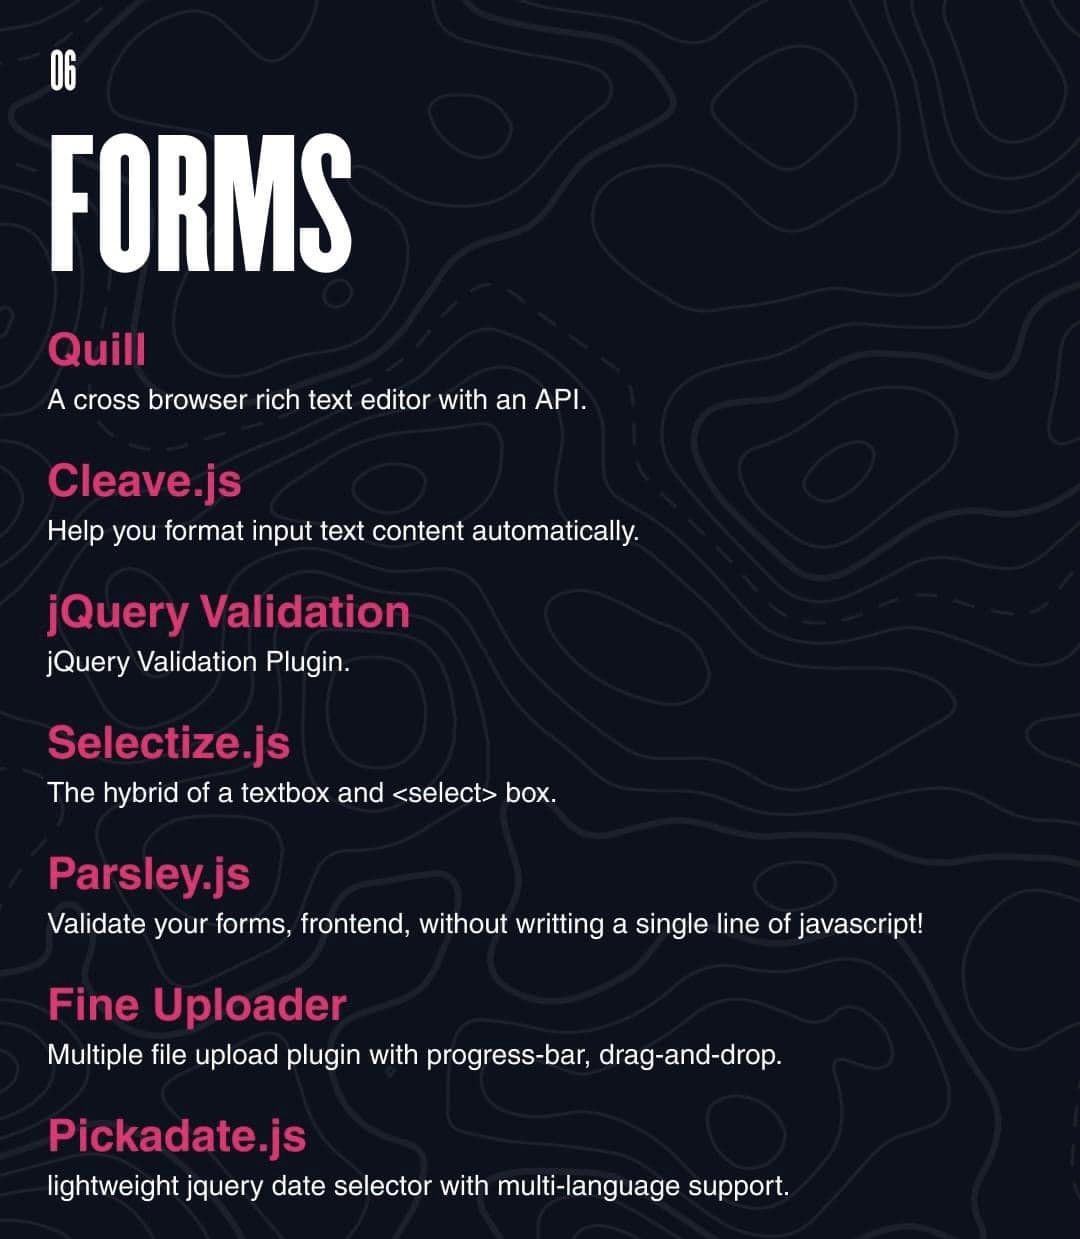 06
FORMS
Quill
A cross browser rich text editor with an API.
Cleave.js
Help you format input text content automatically.
jQuery Validation
jQuery Validation Plugin.
Selectize.js
The hybrid of a textbox and <select> box.
Parsley.js
Validate your forms, frontend, without writting a single line of javascript!
Fine Uploader
Multiple file upload plugin with progress-bar, drag-and-drop.
Pickadate.js
lightweight jquery date selector with multi-language support.